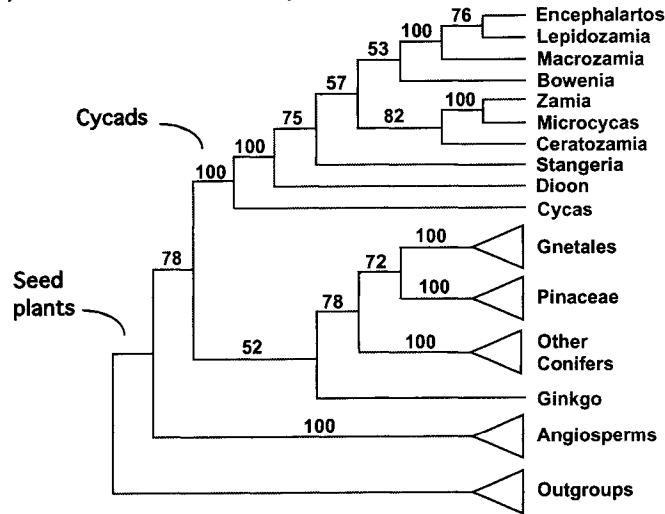 76
Encephalartos
100
Lepidozamia
53
Macrozamia
57
Bowenia
100
Zamia
Cycads
75
82
Microcycas
100
Ceratozamia
100
Stangeria
Dioon
Cycas
100
Gnetales
78
72
Seed
plants
78
100
Pinaceae
52
100
Other
Conifers
Ginkgo
100
Angiosperms
Outgroups